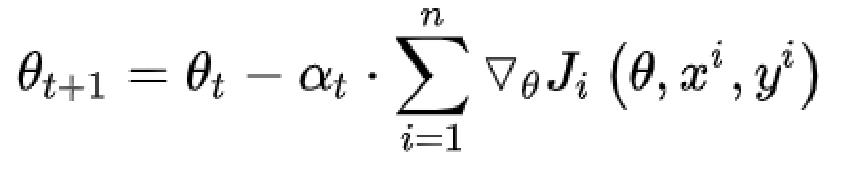 θ_{t+1} = θ_t − α_t · ∑_{i=1}^{n} ▽_θ J_i (θ, x^i, y^i)